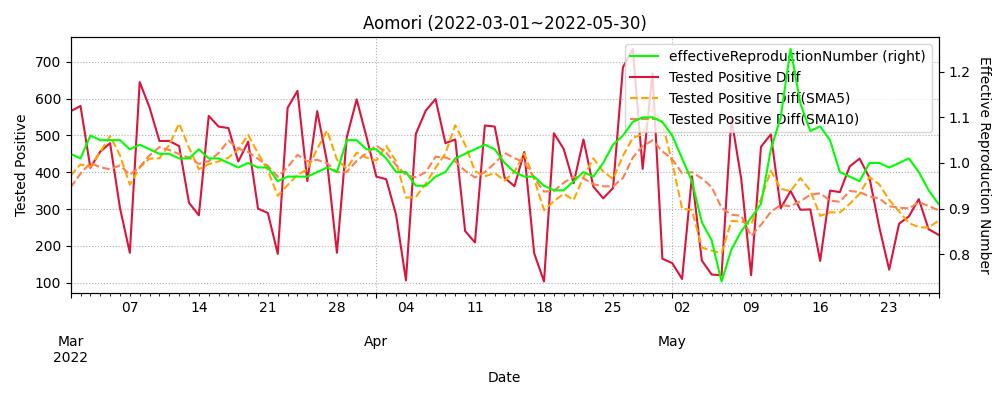 Aomori (2022-03-01~2022-05-30)
effectiveReproductionNumber (right)
Tested Positive Diff
Tested Positive Diff(SMA5)
Tested Positive Diff(SMA10)
Tested Positive
700
600
500
400
300
200
100
1.2
1.1
1.0
0.9
0.8
Effective Reproduction Number
07 14 21 28 04 11 18 25 02 09 16 23
Mar Apr May
2022
Date